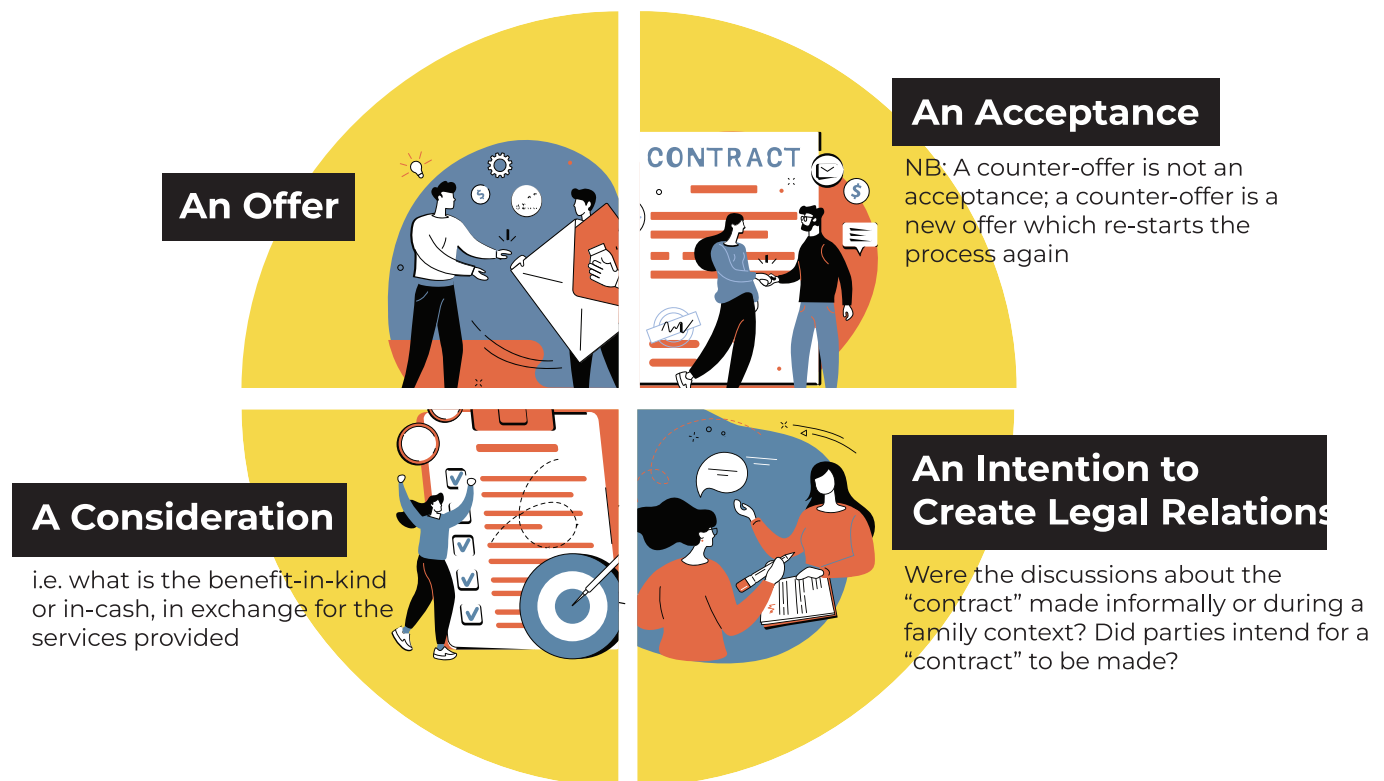 An Offer
An Acceptance
NB: A counter-offer is not an
acceptance; a counter-offer is a
new offer which re-starts the
process again
CONTRACT
$
A Consideration
i.e. what is the benefit-in-kind
or in-cash, in exchange for the
services provided
An Intention to
Create Legal Relations
Were the discussions about the
“contract” made informally or during a
family context? Did parties intend for a
“contract” to be made?